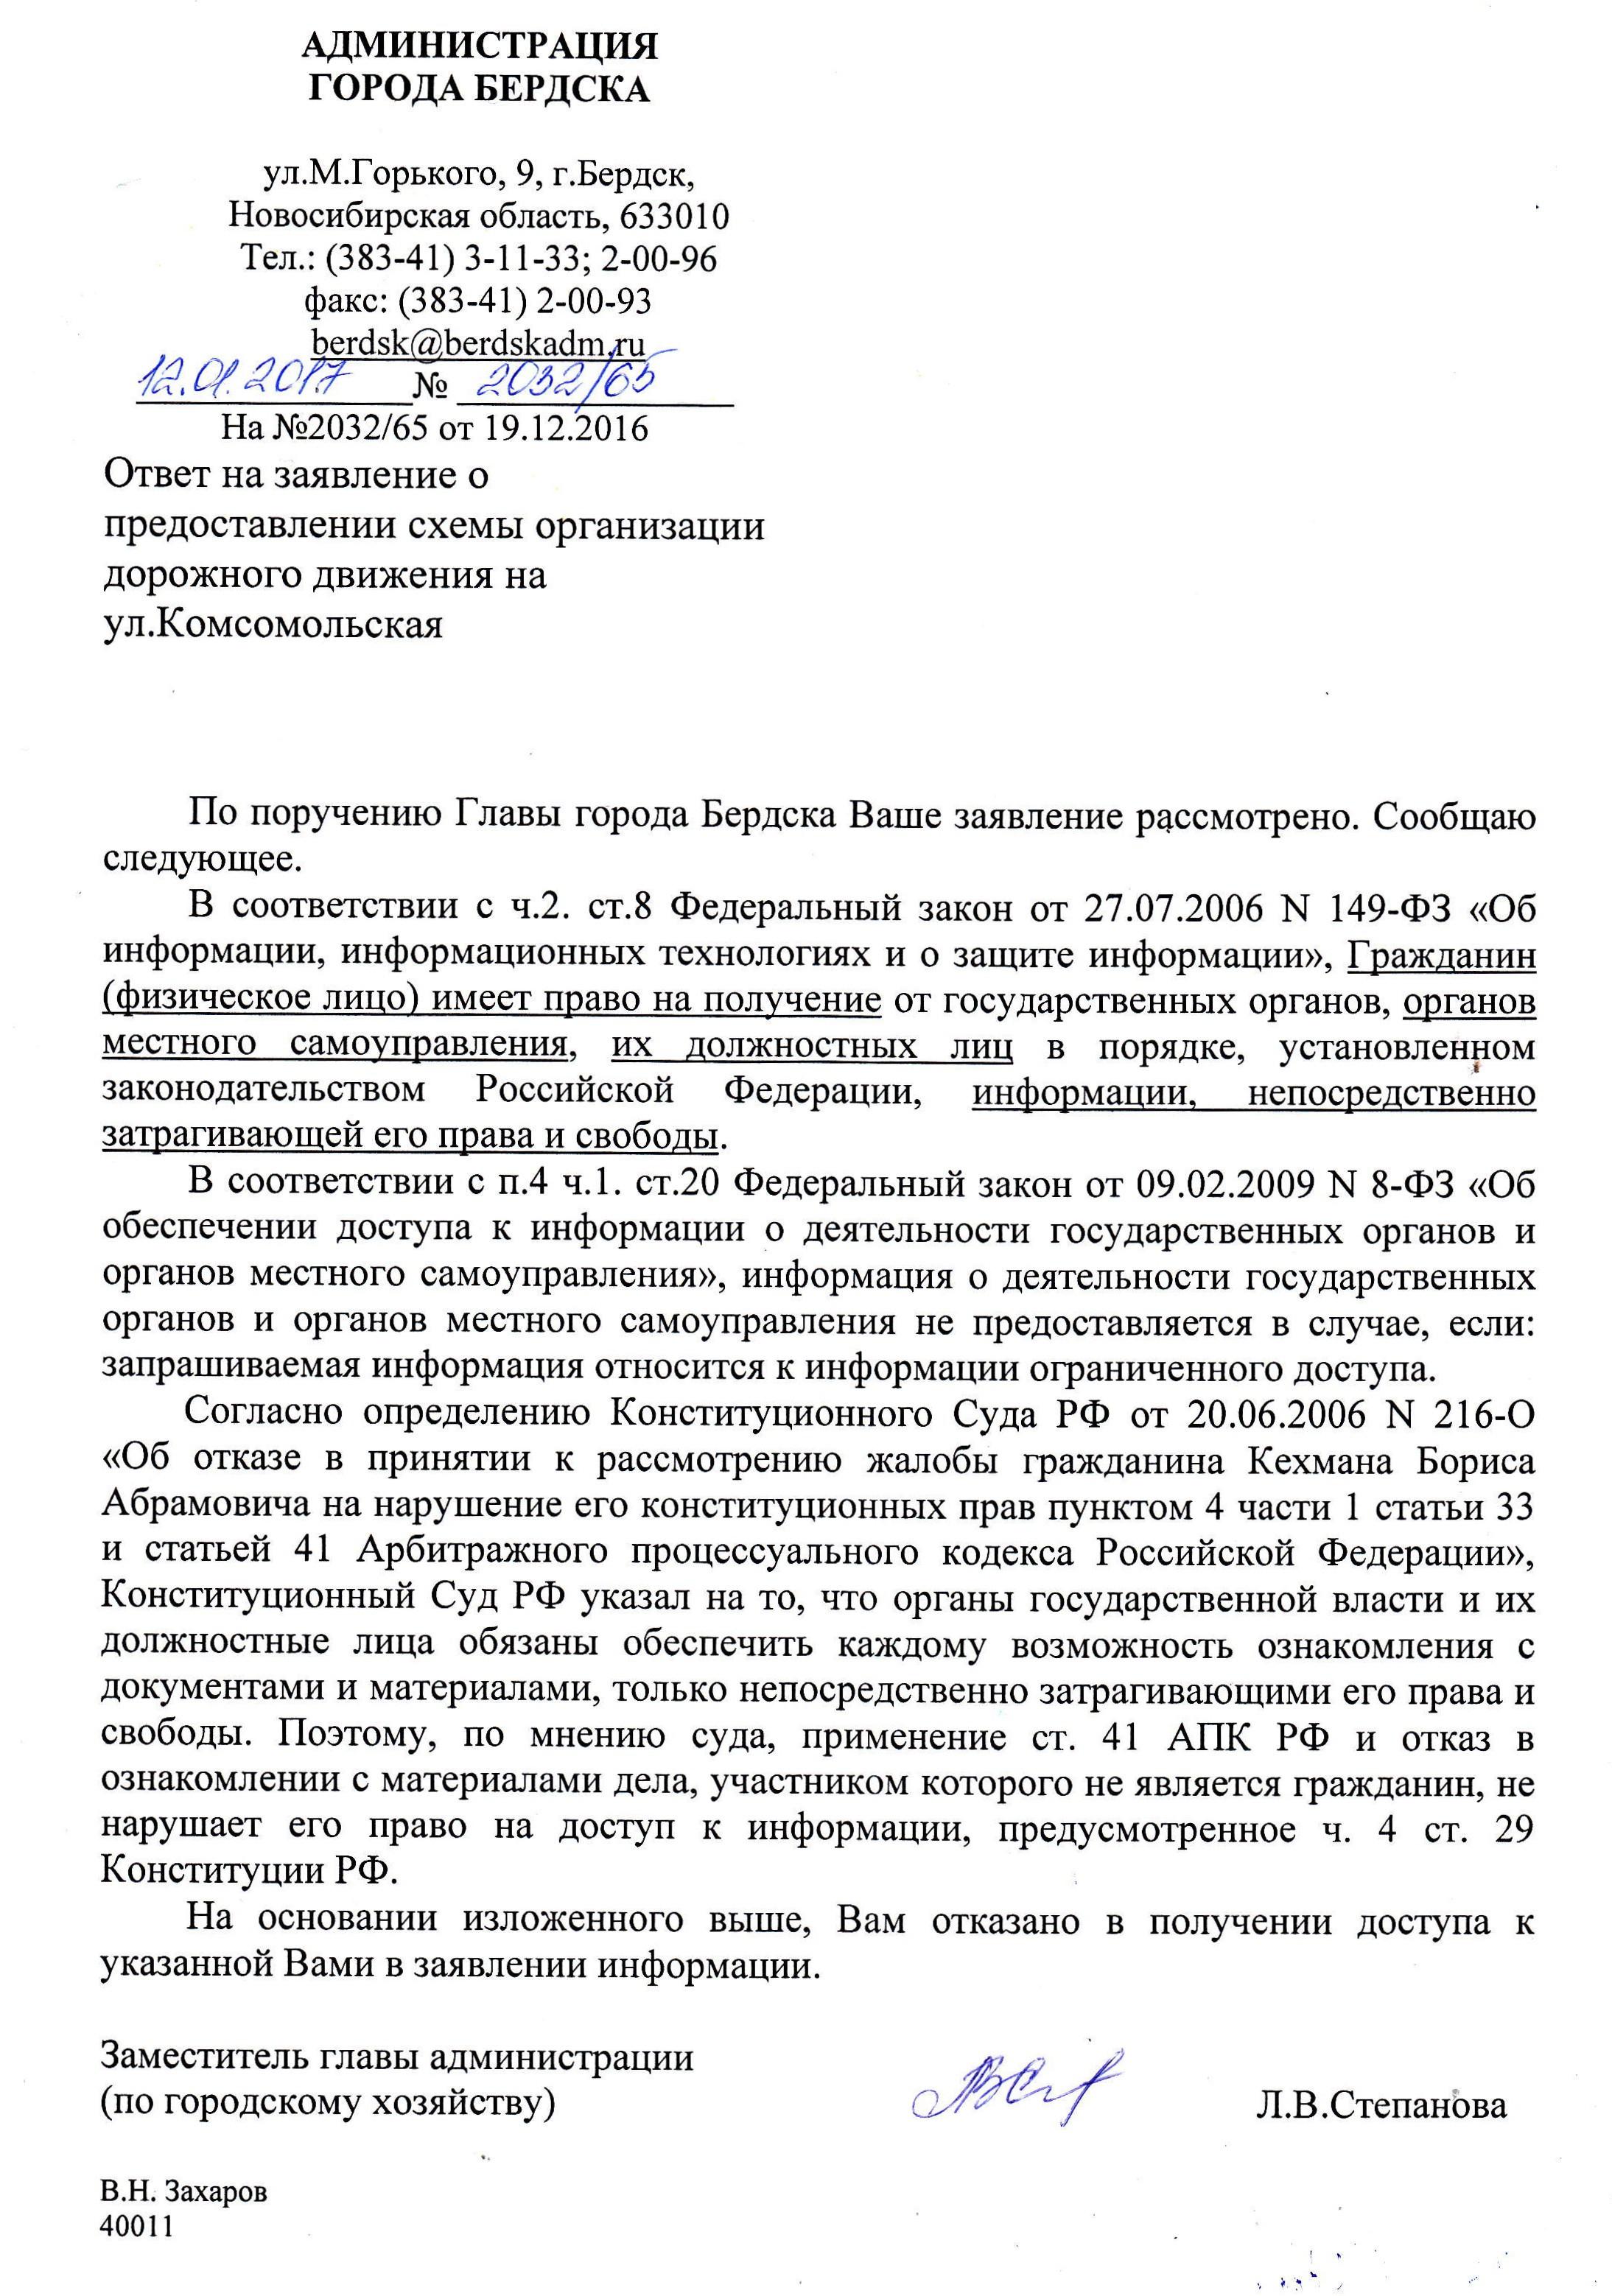 АДМИНИСТРАЦИЯ
ГОРОДА БЕРДСКА
ул.М.Горького, 9, г.Бердск,
Новосибирская область, 633010
Тел.: (383-41) 3-11-33; 2-00-96
факс: (383-41) 2-00-93
berdsk@berdskadm.ru
12.01.2017 № 2032/65
На №2032/65 от 19.12.2016
Ответ на заявление о
предоставлении схемы организации
дорожного движения на
ул.Комсомольская
По поручению Главы города Бердска Ваше заявление рассмотрено. Сообщаю
следующее.
В соответствии с ч.2. ст.8 Федеральный закон от 27.07.2006 N 149-ФЗ «Об
информации, информационных технологиях и о защите информации», Гражданин
(физическое лицо) имеет право на получение от государственных органов, органов
местного самоуправления, их должностных лиц в порядке, установленном
законодательством Российской Федерации, информации, непосредственно
затрагивающей его права и свободы.
В соответствии с п.4 ч.1. ст.20 Федеральный закон от 09.02.2009 N 8-ФЗ «Об
обеспечении доступа к информации о деятельности государственных органов и
органов местного самоуправления», информация о деятельности государственных
органов и органов местного самоуправления не предоставляется в случае, если:
запрашиваемая информация относится к информации ограниченного доступа.
Согласно определению Конституционного Суда РФ от 20.06.2006 N 216-О
«Об отказе в принятии к рассмотрению жалобы гражданина Кехмана Бориса
Абрамовича на нарушение его конституционных прав пунктом 4 части 1 статьи 33
и статьей 41 Арбитражного процессуального кодекса Российской Федерации»,
Конституционный Суд РФ указал на то, что органы государственной власти и их
должностные лица обязаны обеспечить каждому возможность ознакомления с
документами и материалами, только непосредственно затрагивающими его права и
свободы. Поэтому, по мнению суда, применение ст. 41 АПК РФ и отказ в
ознакомлении с материалами дела, участником которого не является гражданин, не
нарушает его право на доступ к информации, предусмотренное ч. 4 ст. 29
Конституции РФ.
На основании изложенного выше, Вам отказано в получении доступа к
указанной Вами в заявлении информации.
Заместитель главы администрации
(по городскому хозяйству) Л.В.Степанова
В.Н. Захаров
40011